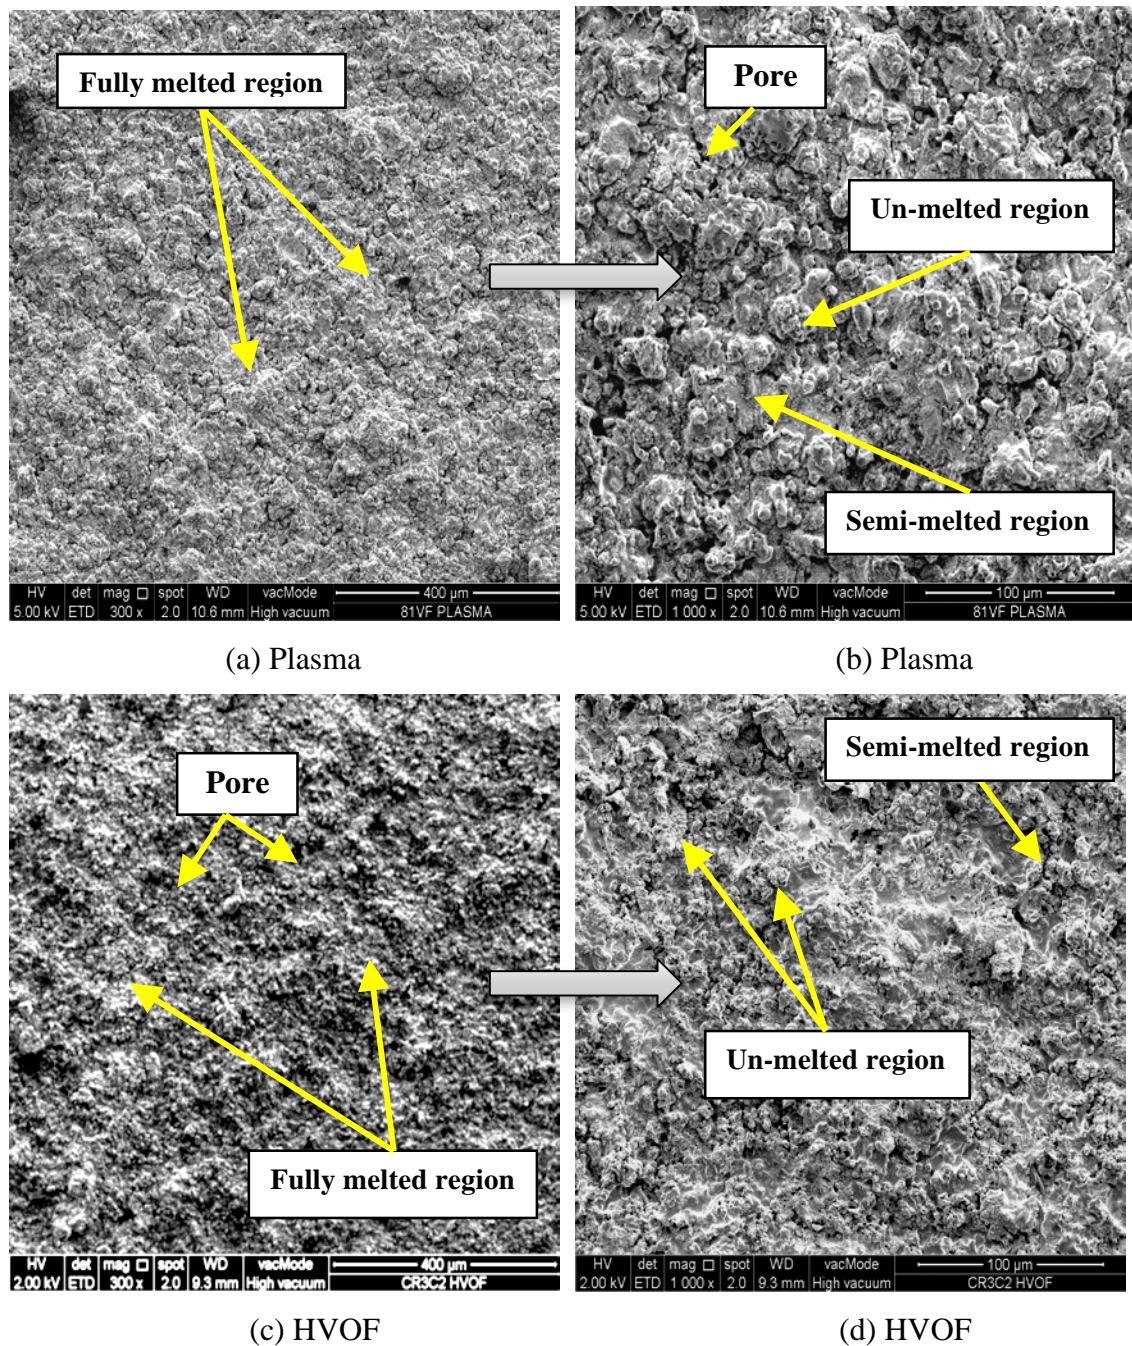 Fully melted region
Pore
Un-melted region
Semi-melted region
HV det mag spot WD vacMode 400 µm
5.00 kV ETD 300 x 2.0 10.6 mm High vacuum 81VF PLASMA
HV det mag spot WD vacMode 100 µm
5.00 kV ETD 1 000 x 2.0 10.6 mm High vacuum 81VF PLASMA
(a) Plasma
(b) Plasma
Pore
Fully melted region
Semi-melted region
Un-melted region
HV det mag spot WD vacMode 400 µm
2.00 kV ETD 300 x 2.0 9.3 mm High vacuum CR3C2 HVOF
HV det mag spot WD vacMode 100 µm
2.00 kV ETD 1 000 x 2.0 9.3 mm High vacuum CR3C2 HVOF
(c) HVOF
(d) HVOF